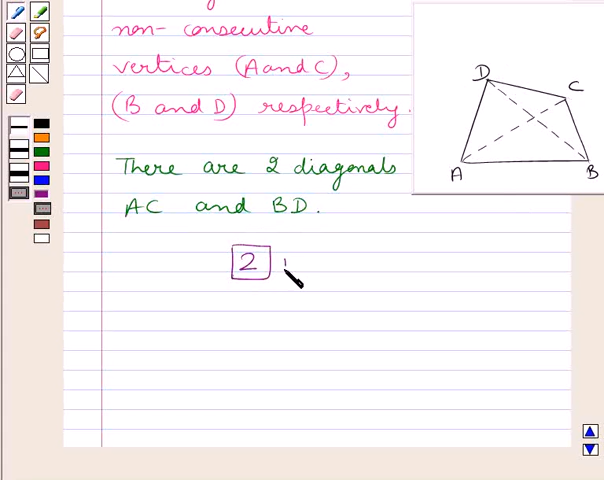 non-consecutive
vertices (A and C),
(B and D) respectively.
There are 2 diagonals
AC and BD.
2
D
C
A
B